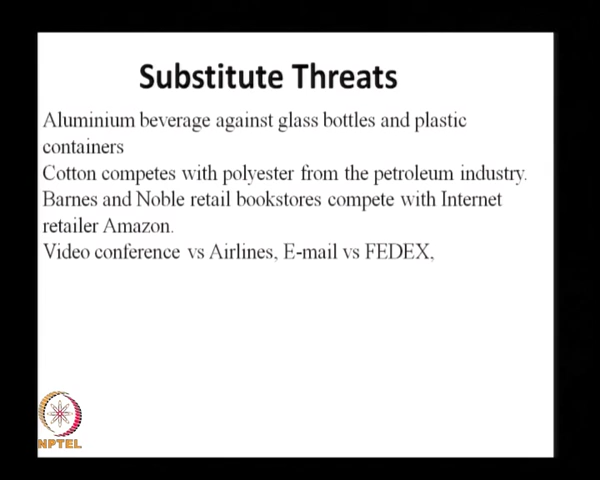 Substitute Threats
Aluminium beverage against glass bottles and plastic
containers
Cotton competes with polyester from the petroleum industry.
Barnes and Noble retail bookstores compete with Internet
retailer Amazon.
Video conference vs Airlines, E-mail vs FEDEX,
NPTEL